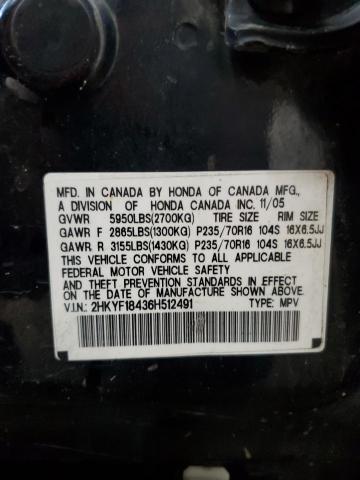 MFD. IN CANADA BY HONDA OF CANADA MFG.,
A DIVISION OF HONDA CANADA INC. 11/05
GVWR 5950LBS(2700KG) TIRE SIZE RIM SIZE
GAWR F 2865LBS(1300KG) P235/70R16 104S 16X6.5JJ
GAWR R 3155LBS(1430KG) P235/70R16 104S 16X6.5JJ
THIS VEHICLE CONFORMS TO ALL APPLICABLE
FEDERAL MOTOR VEHICLE SAFETY AND
THEFT PREVENTION STANDARDS IN EFFECT
ON THE DATE OF MANUFACTURE SHOWN ABOVE.
V.I.N.: 2HKYF18436H512491 TYPE: MPV